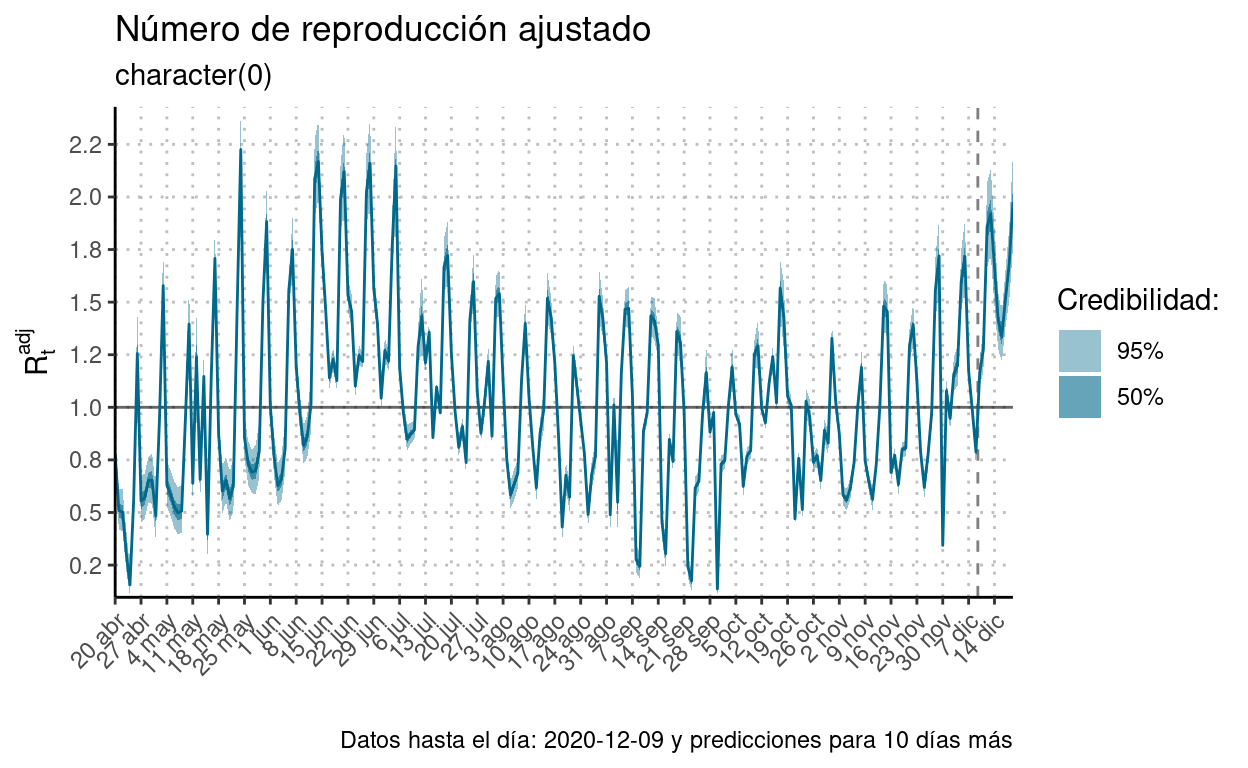 Número de reproducción ajustado
character(0)
R_t^adj
2.2
2.0
1.8
1.5
1.2
1.0
0.8
0.5
0.2
20 abr
27 abr
4 may
11 may
18 may
25 may
1 jun
8 jun
15 jun
22 jun
29 jun
6 jul
13 jul
20 jul
27 jul
3 ago
10 ago
17 ago
24 ago
31 ago
7 sep
14 sep
21 sep
28 sep
5 oct
12 oct
19 oct
26 oct
2 nov
9 nov
16 nov
23 nov
30 nov
7 dic
14 dic
Credibilidad:
95%
50%
Datos hasta el día: 2020-12-09 y predicciones para 10 días más